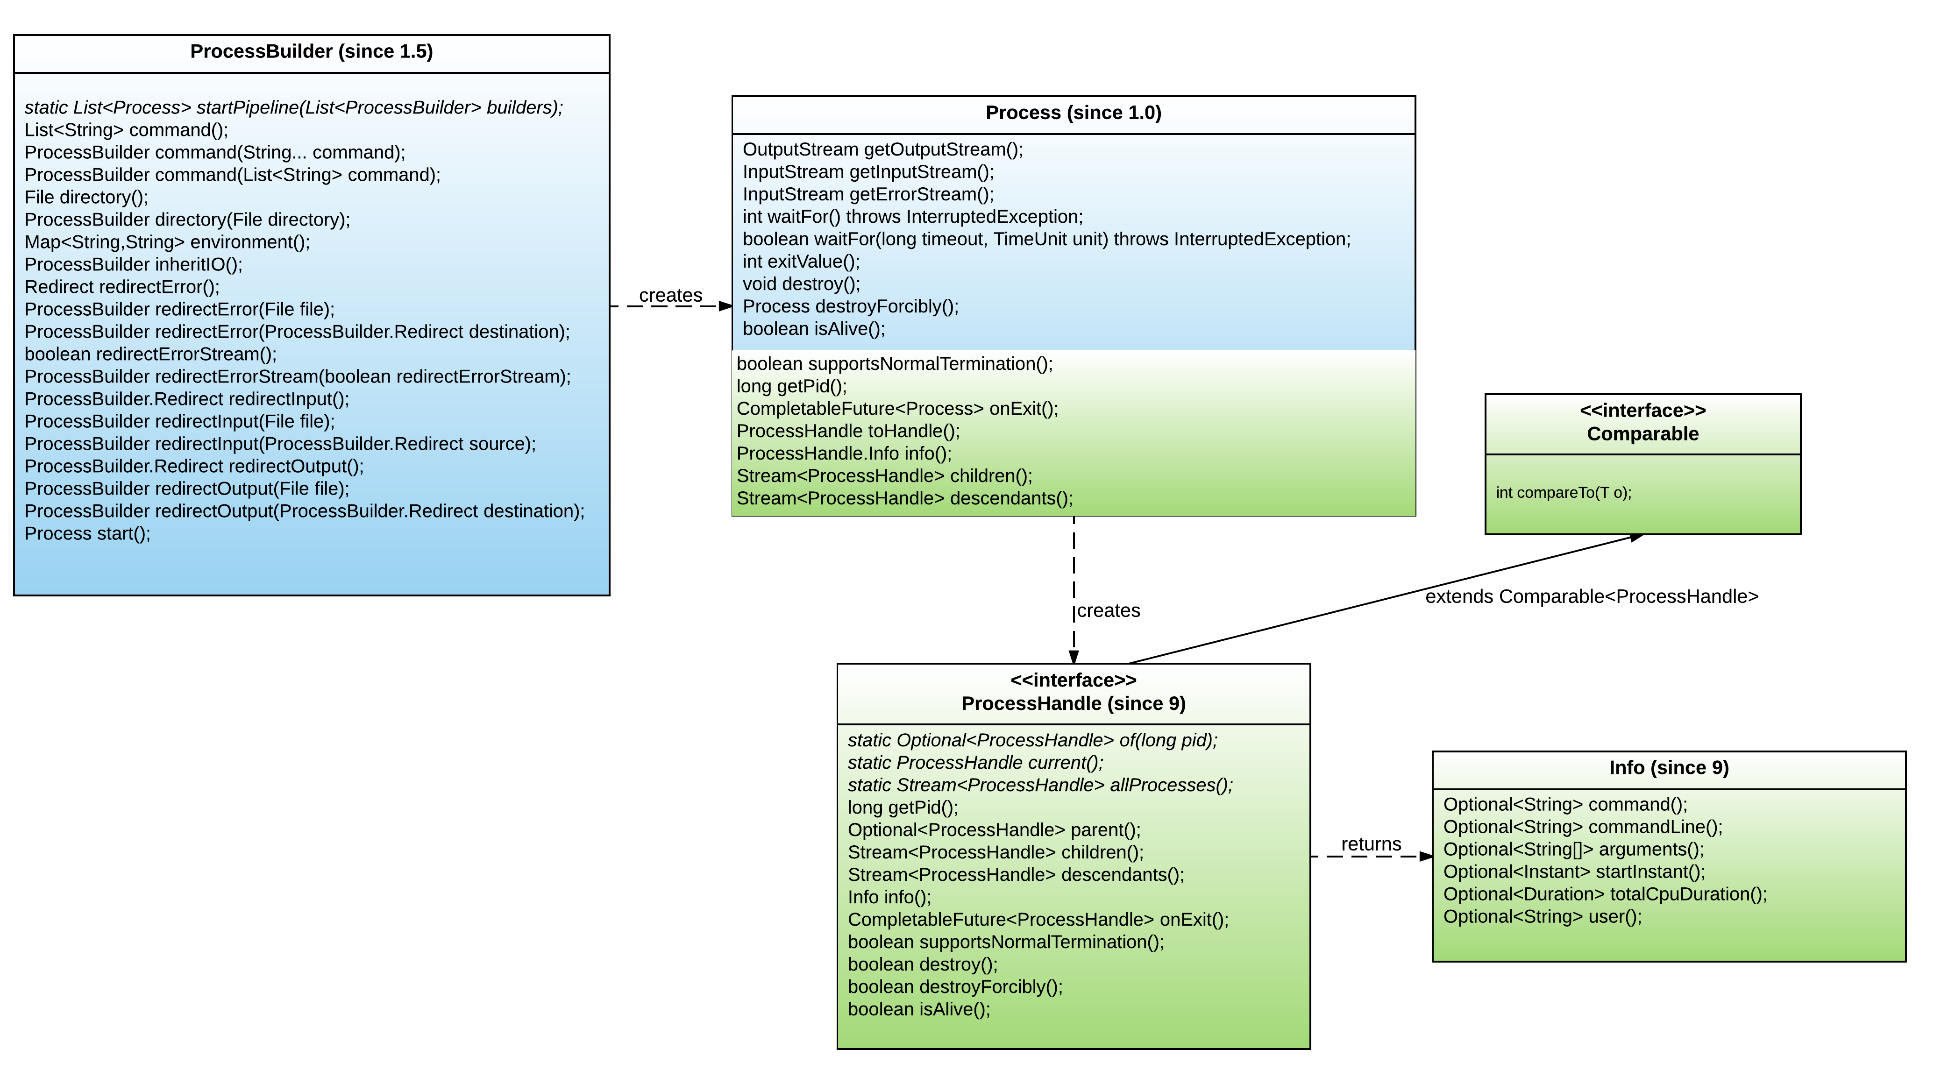 ProcessBuilder (since 1.5)
static List<Process> startPipeline(List<ProcessBuilder> builders);
List<String> command();
ProcessBuilder command(String... command);
ProcessBuilder command(List<String> command);
File directory();
ProcessBuilder directory(File directory);
Map<String,String> environment();
ProcessBuilder inheritIO();
Redirect redirectError();
ProcessBuilder redirectError(File file);
ProcessBuilder redirectError(ProcessBuilder.Redirect destination);
boolean redirectErrorStream();
ProcessBuilder redirectErrorStream(boolean redirectErrorStream);
ProcessBuilder.Redirect redirectInput();
ProcessBuilder redirectInput(File file);
ProcessBuilder redirectInput(ProcessBuilder.Redirect source);
ProcessBuilder.Redirect redirectOutput();
ProcessBuilder redirectOutput(File file);
ProcessBuilder redirectOutput(ProcessBuilder.Redirect destination);
Process start();
creates
Process (since 1.0)
OutputStream getOutputStream();
InputStream getInputStream();
InputStream getErrorStream();
int waitFor() throws InterruptedException;
boolean waitFor(long timeout, TimeUnit unit) throws InterruptedException;
int exitValue();
void destroy();
Process destroyForcibly();
boolean isAlive();
boolean supportsNormalTermination();
long getPid();
CompletableFuture<Process> onExit();
ProcessHandle toHandle();
ProcessHandle.Info info();
Stream<ProcessHandle> children();
Stream<ProcessHandle> descendants();
<<interface>>
Comparable
int compareTo(T o);
extends Comparable<ProcessHandle>
creates
<<interface>>
ProcessHandle (since 9)
static Optional<ProcessHandle> of(long pid);
static ProcessHandle current();
static Stream<ProcessHandle> allProcesses();
long getPid();
Optional<ProcessHandle> parent();
Stream<ProcessHandle> children();
Stream<ProcessHandle> descendants();
Info info();
CompletableFuture<ProcessHandle> onExit();
boolean supportsNormalTermination();
boolean destroy();
boolean destroyForcibly();
boolean isAlive();
returns
Info (since 9)
Optional<String> command();
Optional<String> commandLine();
Optional<String[]> arguments();
Optional<Instant> startInstant();
Optional<Duration> totalCpuDuration();
Optional<String> user();